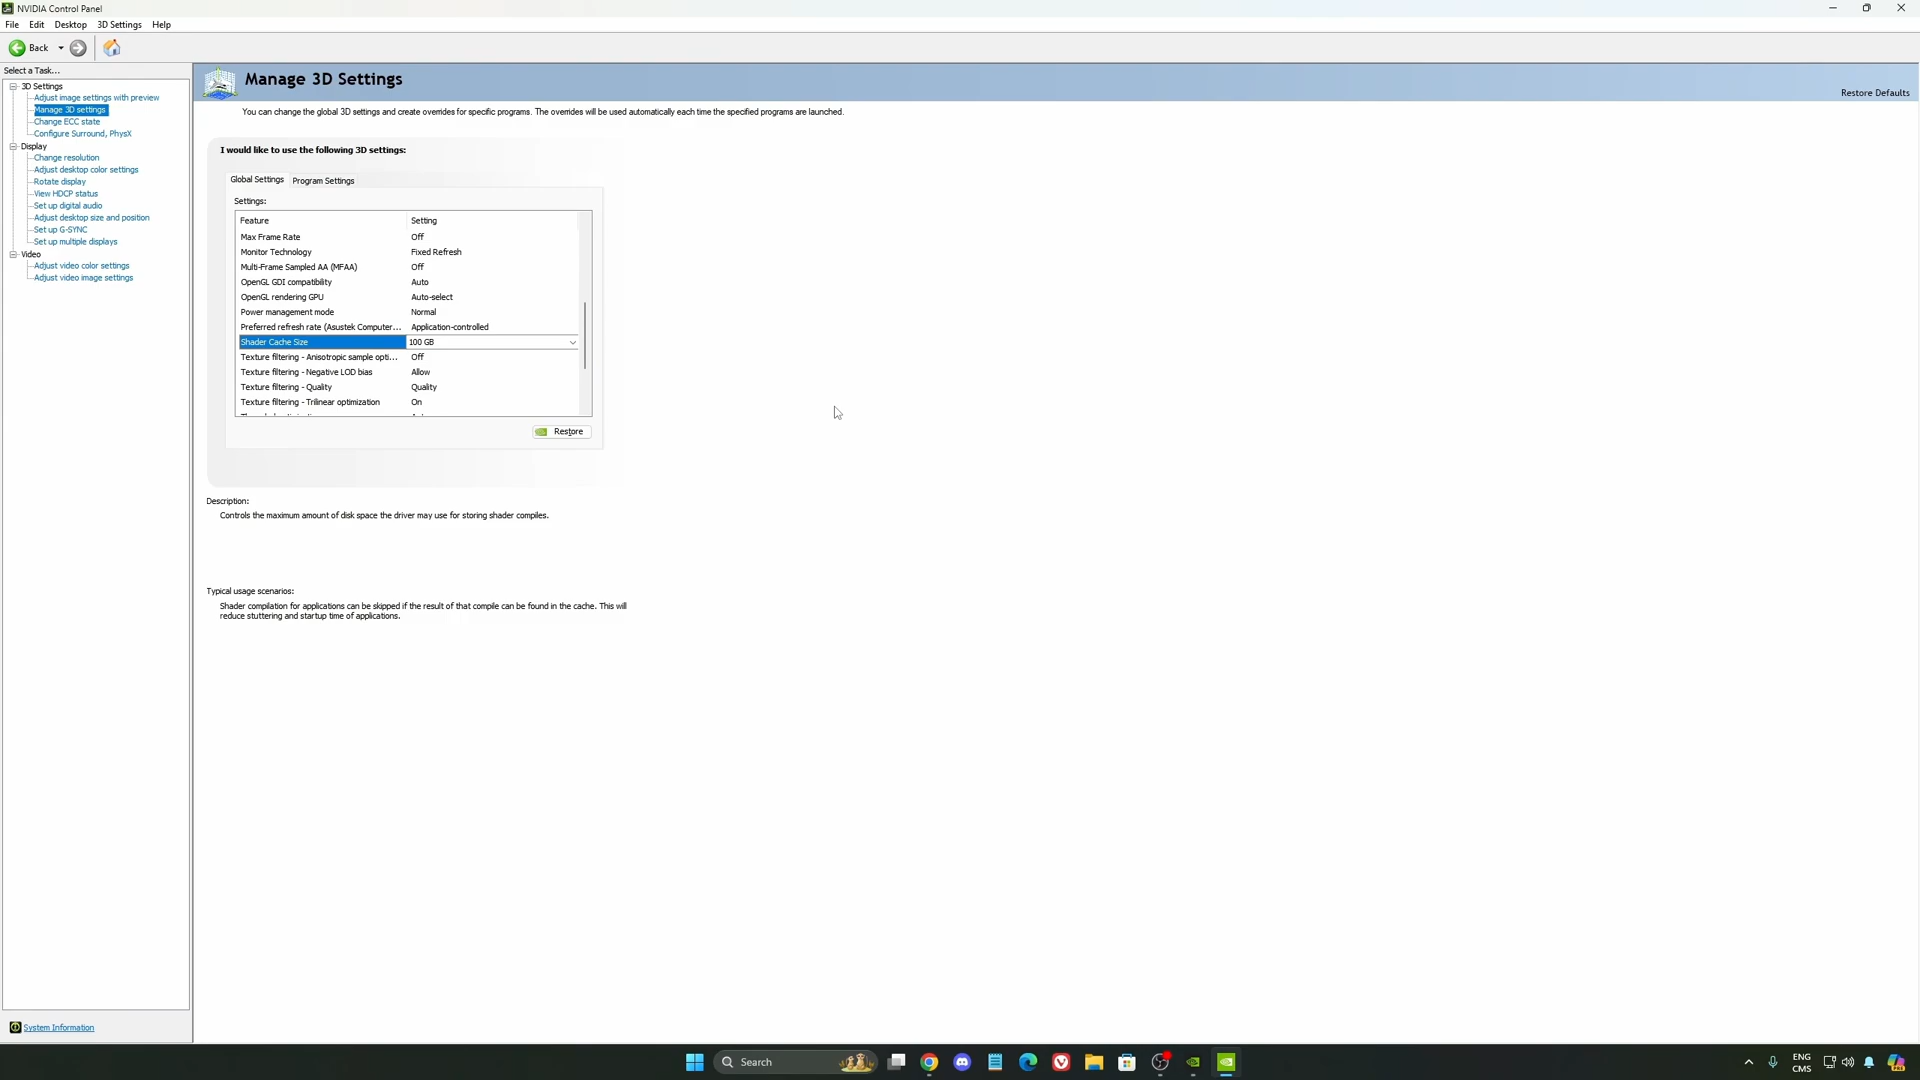 NVIDIA Control Panel
File Edit Desktop 3D Settings Help
Back
Select a Task...
3D Settings
Adjust image settings with preview
Manage 3D settings
Change ECC state
Configure Surround, PhysX
Display
Change resolution
Adjust desktop color settings
Rotate display
View HDCP status
Set up digital audio
Adjust desktop size and position
Set up G-SYNC
Set up multiple displays
Video
Adjust video color settings
Adjust video image settings
System Information
Manage 3D Settings
Restore Defaults
You can change the global 3D settings and create overrides for specific programs. The overrides will be used automatically each time the specified programs are launched.
I would like to use the following 3D settings:
Global Settings Program Settings
Settings:
Feature Setting
Max Frame Rate Off
Monitor Technology Fixed Refresh
Multi-Frame Sampled AA (MFAA) Off
OpenGL GDI compatibility Auto
OpenGL rendering GPU Auto-select
Power management mode Normal
Preferred refresh rate (Asustek Computer... Application-controlled
Shader Cache Size 100 GB
Texture filtering - Anisotropic sample opti... Off
Texture filtering - Negative LOD bias Allow
Texture filtering - Quality Quality
Texture filtering - Trilinear optimization On
Restore
Description:
Controls the maximum amount of disk space the driver may use for storing shader compiles.
Typical usage scenarios:
Shader compilation for applications can be skipped if the result of that compile can be found in the cache. This will
reduce stuttering and startup time of applications.
Search
ENG
CMS
PRE